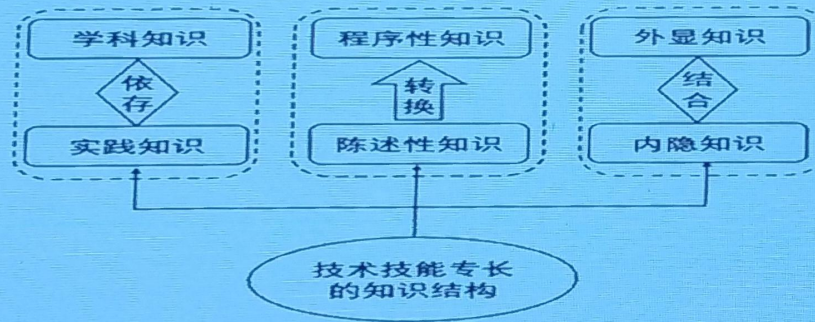 学科知识
程序性知识
外显知识
依存
转换
结合
实践知识
陈述性知识
内隐知识
技术技能专长
的知识结构